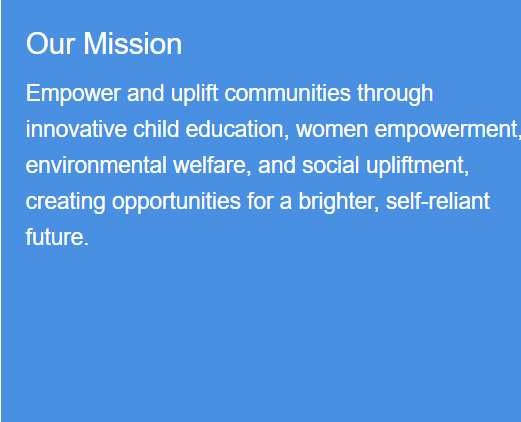 Our Mission
Empower and uplift communities through
innovative child education, women empowerment,
environmental welfare, and social upliftment,
creating opportunities for a brighter, self-reliant
future.